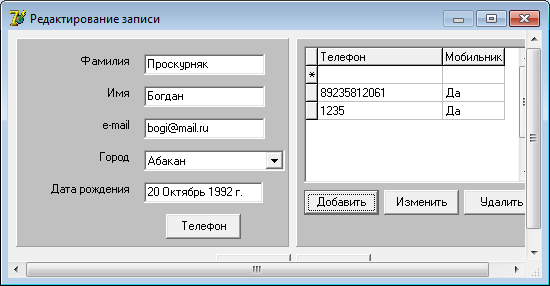 Редактирование записи
Фамилия Проскурняк
Имя Богдан
e-mail bogi@mail.ru
Город Абакан
Дата рождения 20 Октябрь 1992 г.
Телефон
Телефон Мобильник
*
89235812061 Да
1235 Да
Добавить Изменить Удалить